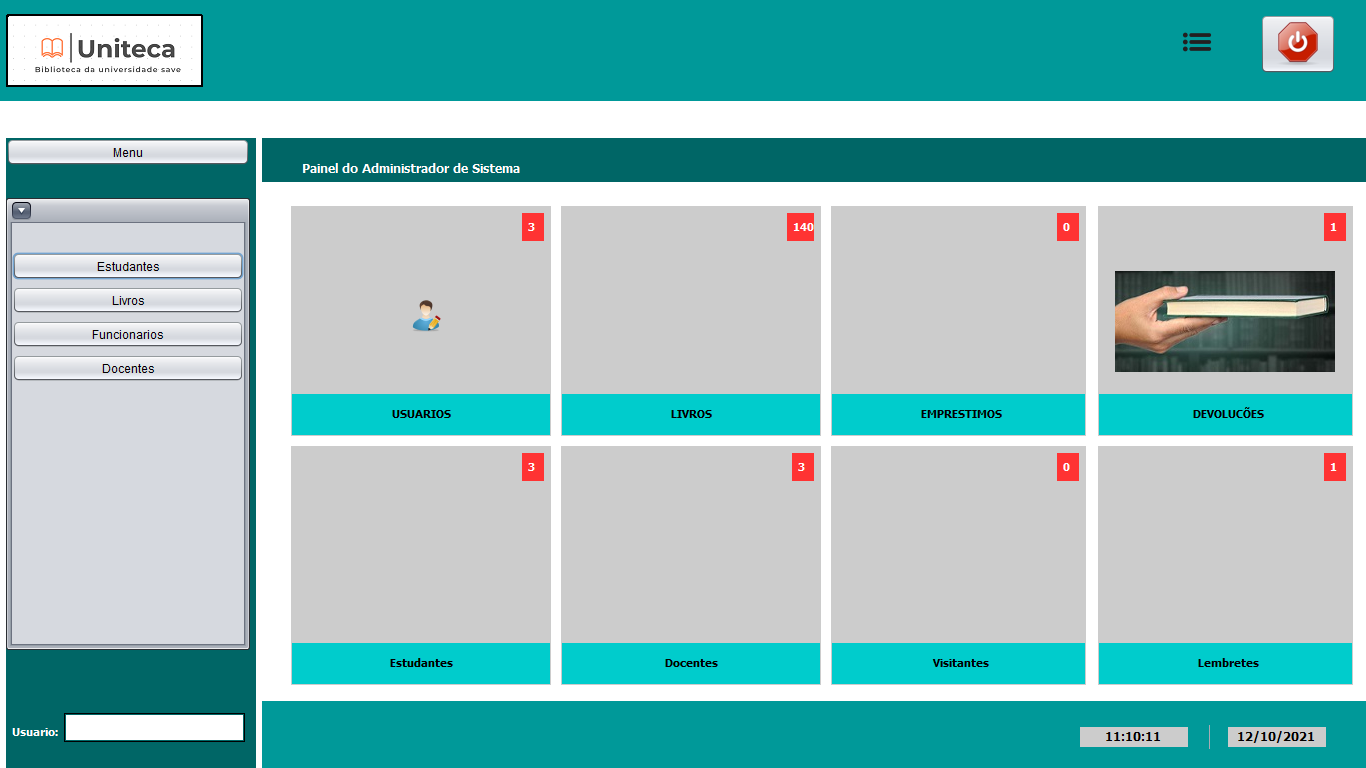 Uniteca
Biblioteca da universidade save
Menu
Painel do Administrador de Sistema
Estudantes
Livros
Funcionarios
Docentes
3
140
0
1
USUARIOS
LIVROS
EMPRESTIMOS
DEVOLUCÕES
3
3
0
1
Estudantes
Docentes
Visitantes
Lembretes
Usuario:
11:10:11
12/10/2021